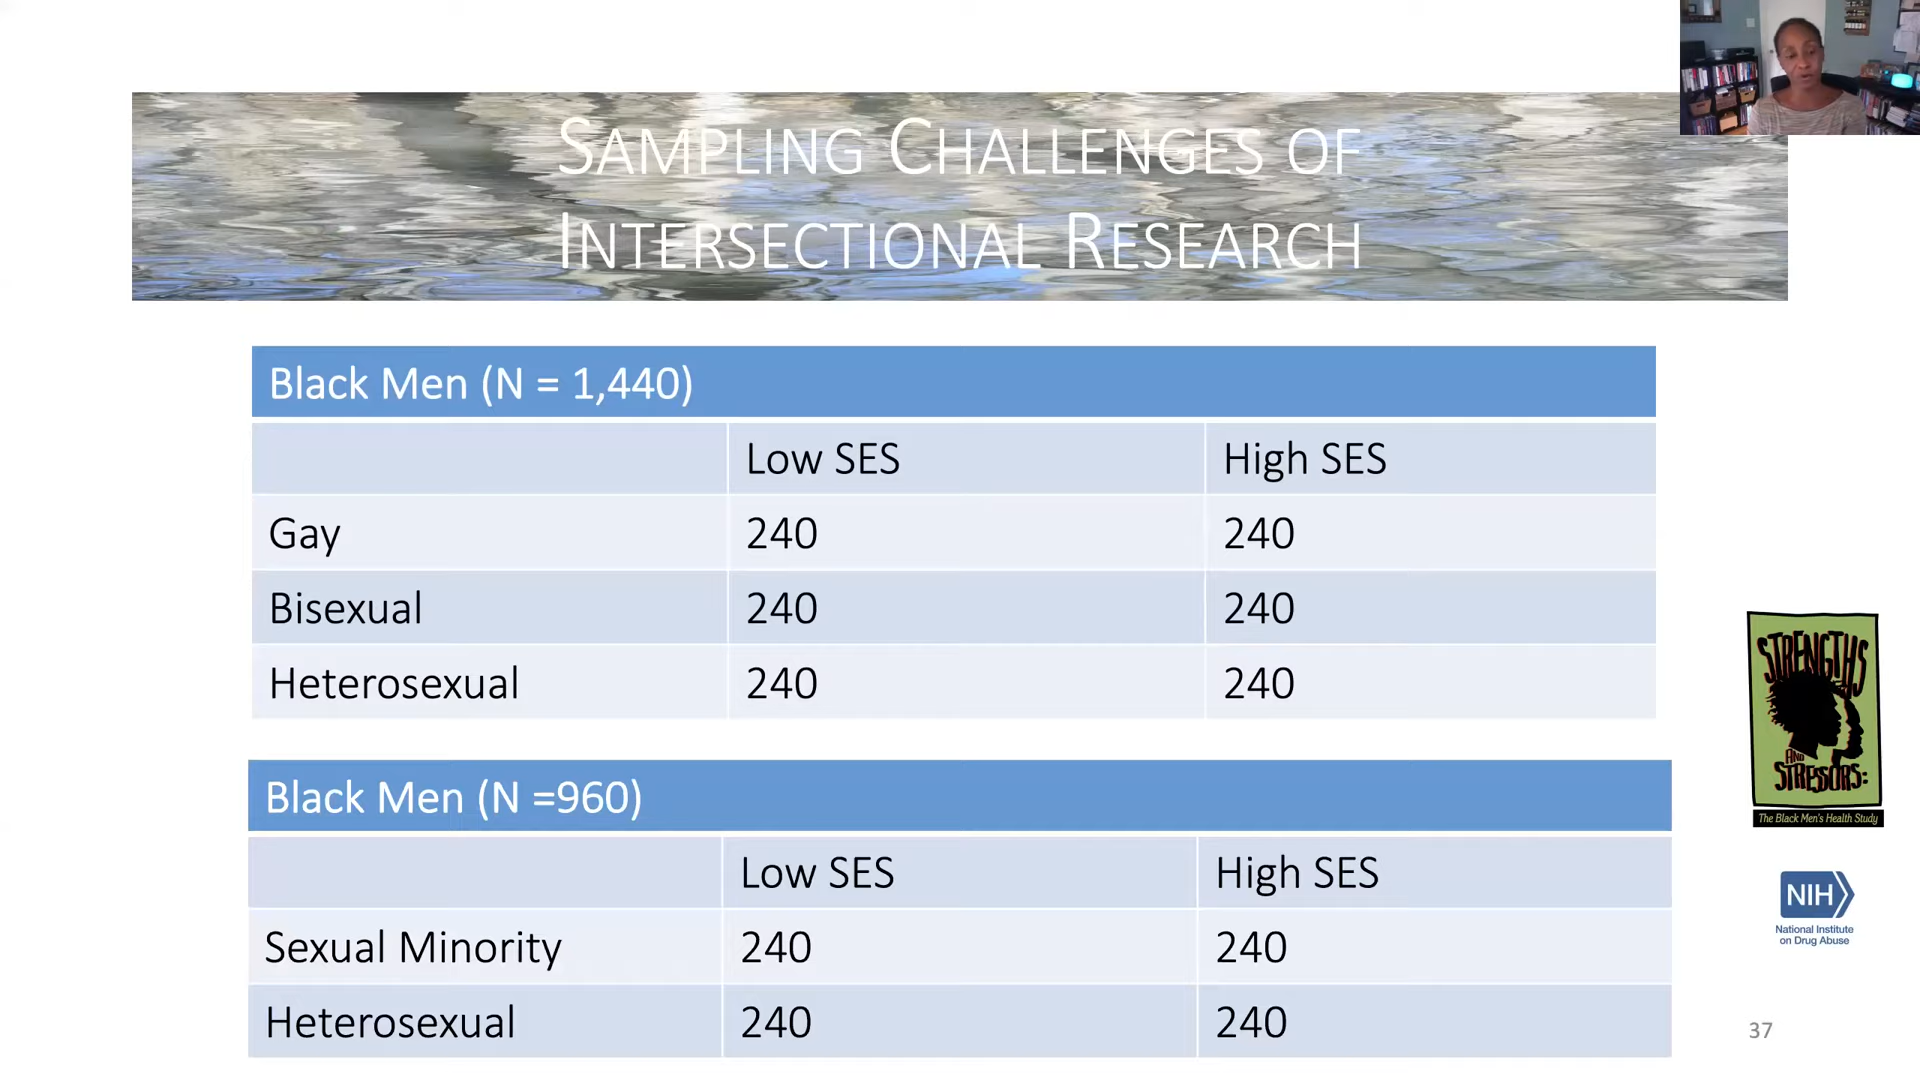 SAMPLING CHALLENGES OF
INTERSECTIONAL RESEARCH
Black Men (N = 1,440)
Low SES High SES
Gay 240 240
Bisexual 240 240
Heterosexual 240 240
Black Men (N =960)
Low SES High SES
Sexual Minority 240 240
Heterosexual 240 240
STRENGTHS
AND
STRESSORS:
The Black Men's Health Study
NIH
National Institute
on Drug Abuse
37